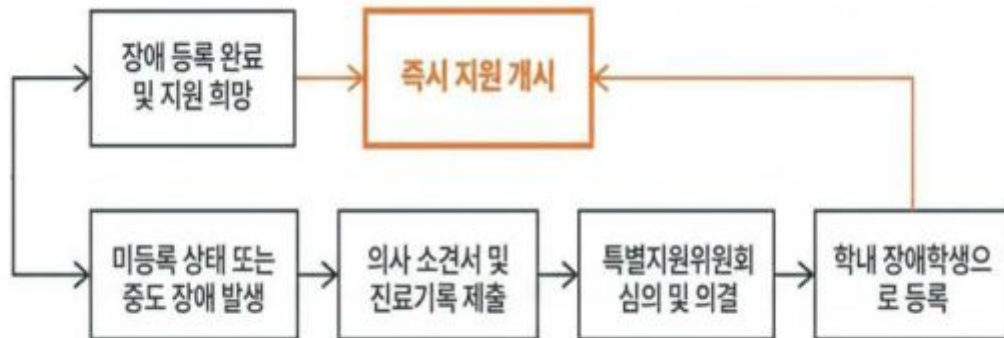 장애 등록 완료
및 지원 희망
즉시 지원 개시
미등록 상태 또는
중도 장애 발생
의사 소견서 및
진료기록 제출
특별지원위원회
심의 및 의결
학내 장애학생으
로 등록